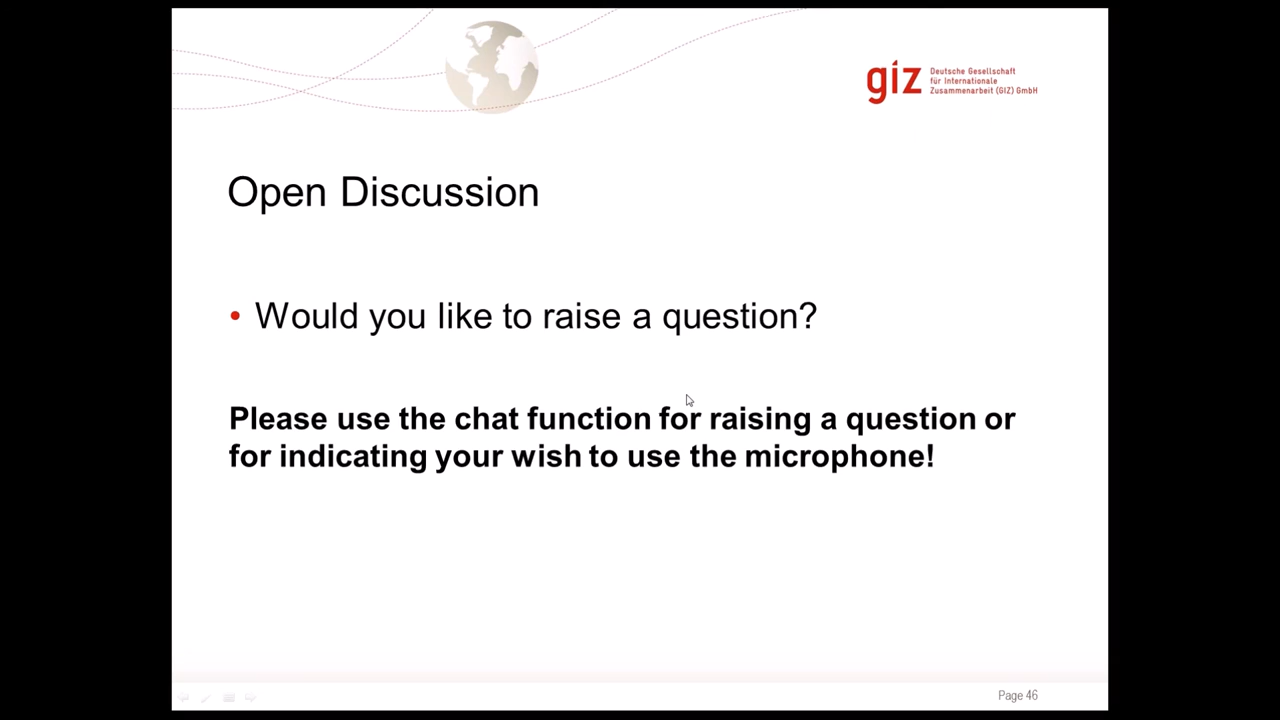 giz
Deutsche Gesellschaft
für Internationale
Zusammenarbeit (GIZ) GmbH
Open Discussion
• Would you like to raise a question?
Please use the chat function for raising a question or
for indicating your wish to use the microphone!
Page 46